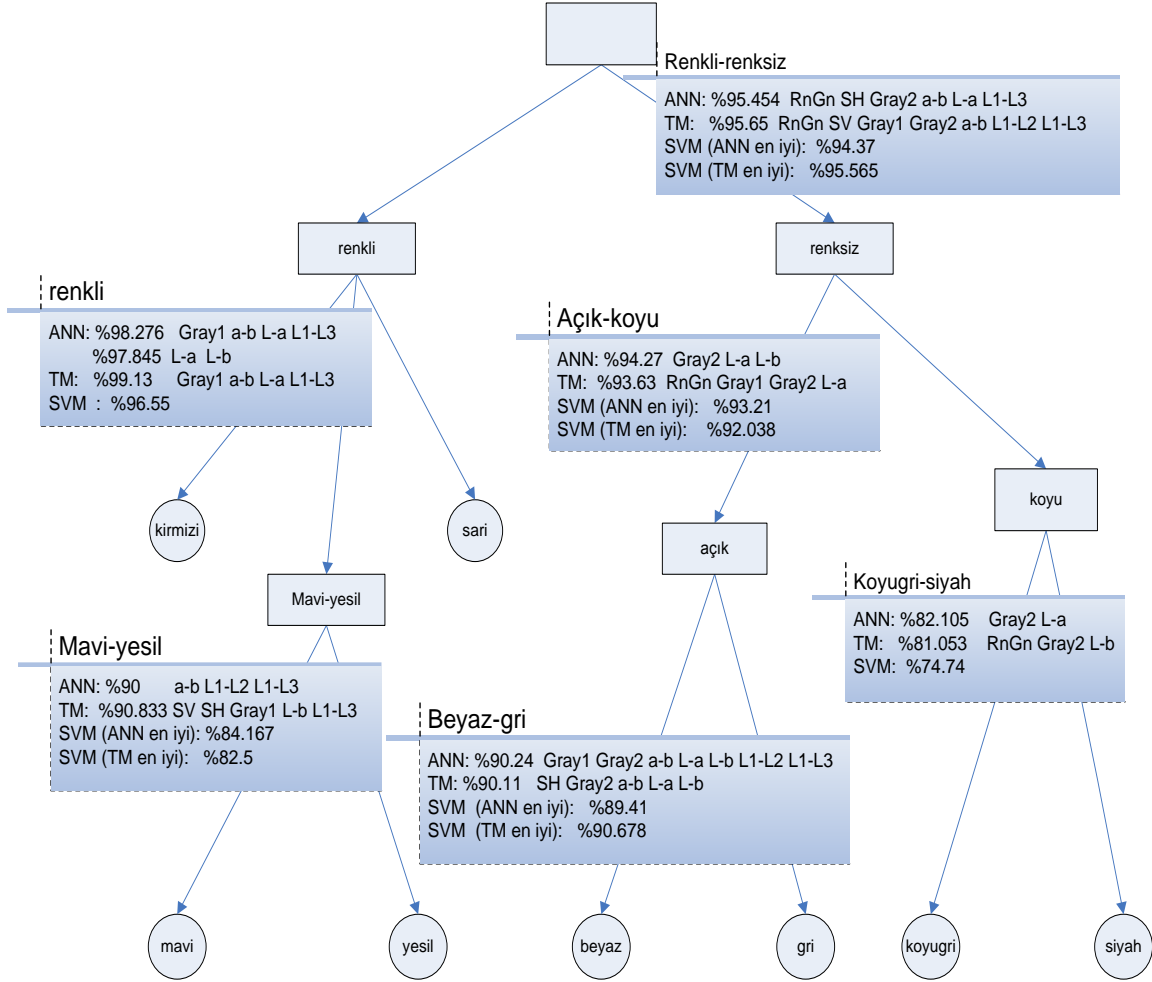 Renkli-renksiz
ANN: %95.454 RnGn SH Gray2 a-b L-a L1-L3
TM: %95.65 RnGn SV Gray1 Gray2 a-b L1-L2 L1-L3
SVM (ANN en iyi): %94.37
SVM (TM en iyi): %95.565
renkli
renksiz
renkli
ANN: %98.276 Gray1 a-b L-a L1-L3
%97.845 L-a L-b
TM: %99.13 Gray1 a-b L-a L1-L3
SVM : %96.55
Açık-koyu
ANN: %94.27 Gray2 L-a L-b
TM: %93.63 RnGn Gray1 Gray2 L-a
SVM (ANN en iyi): %93.21
SVM (TM en iyi): %92.038
kirmizi
sari
açık
koyu
Mavi-yesil
Koyugri-siyah
ANN: %82.105 Gray2 L-a
TM: %81.053 RnGn Gray2 L-b
SVM: %74.74
Mavi-yesil
ANN: %90 a-b L1-L2 L1-L3
TM: %90.833 SV SH Gray1 L-b L1-L3
SVM (ANN en iyi): %84.167
SVM (TM en iyi): %82.5
Beyaz-gri
ANN: %90.24 Gray1 Gray2 a-b L-a L-b L1-L2 L1-L3
TM: %90.11 SH Gray2 a-b L-a L-b
SVM (ANN en iyi): %89.41
SVM (TM en iyi): %90.678
mavi
yesil
beyaz
gri
koyugri
siyah